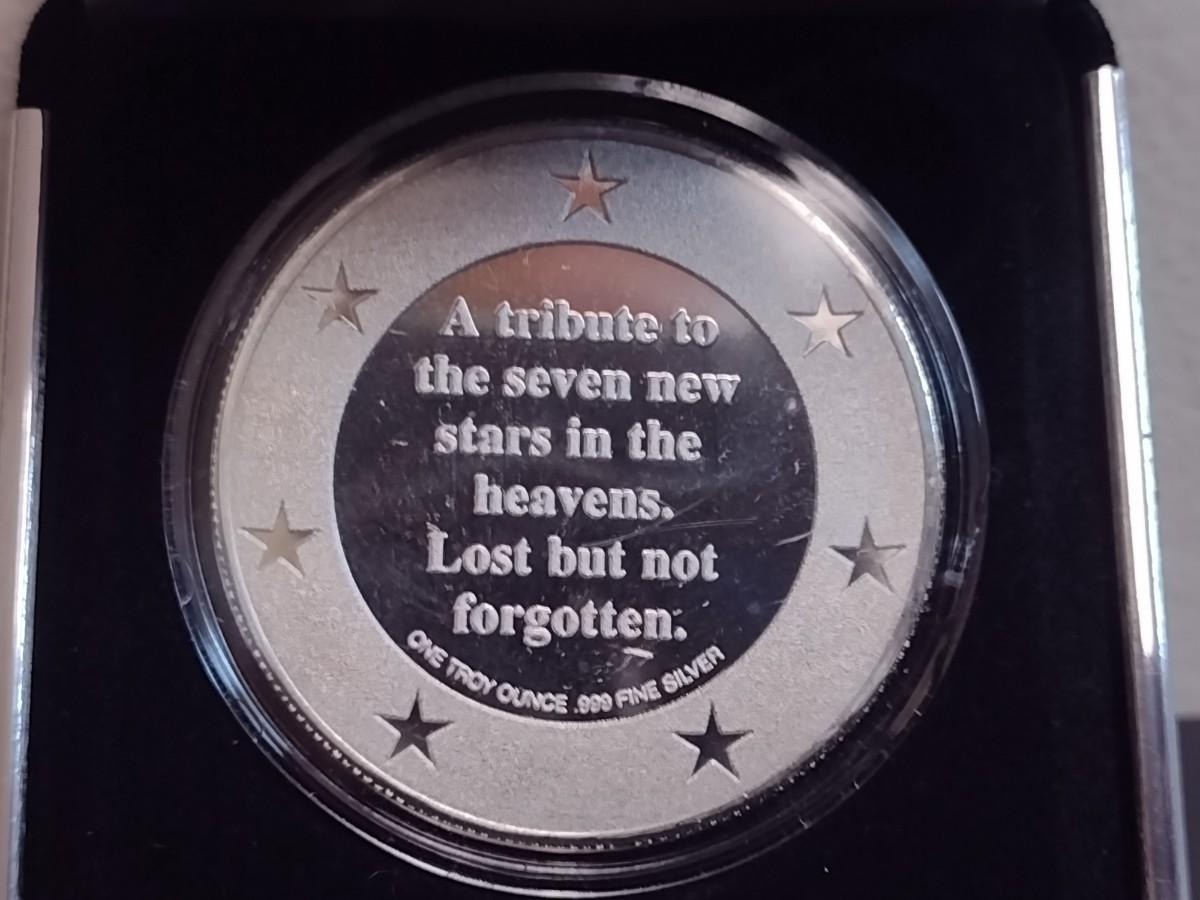 A tribute to
the seven new
stars in the
heavens.
Lost but not
forgotten.
ONE TROY OUNCE .999 FINE SILVER